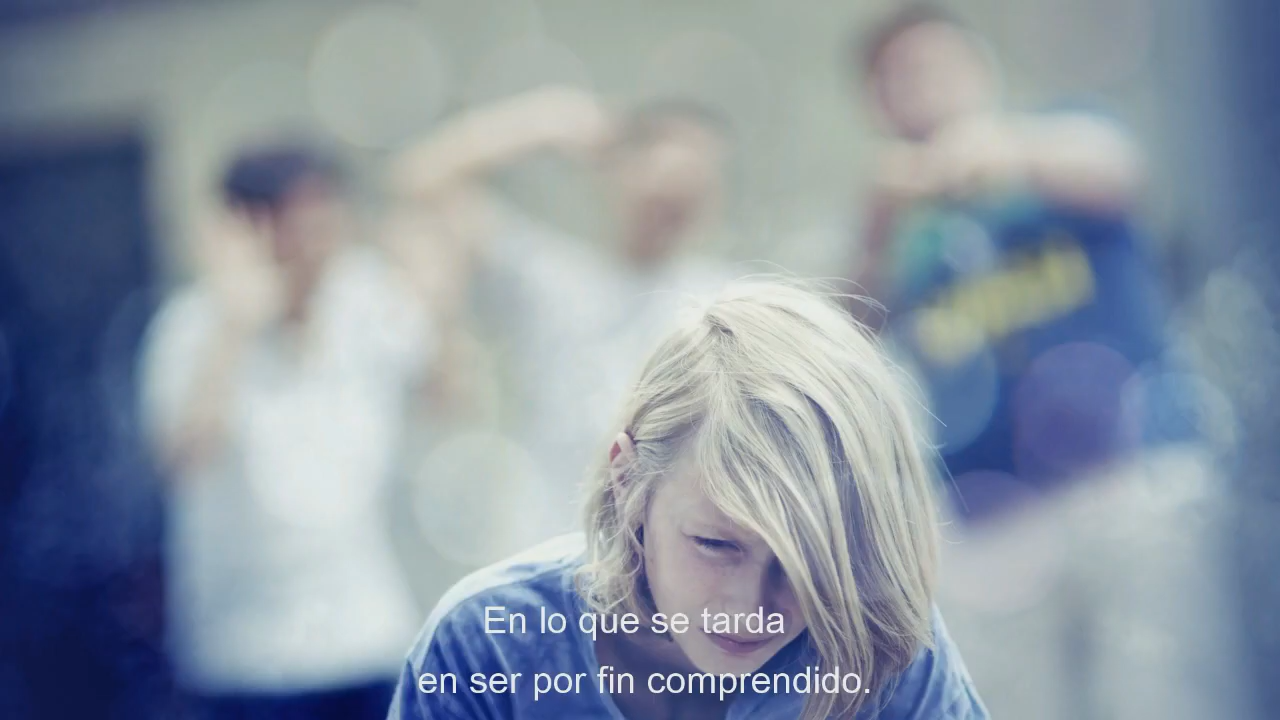 En lo que se tarda
en ser por fin comprendido.